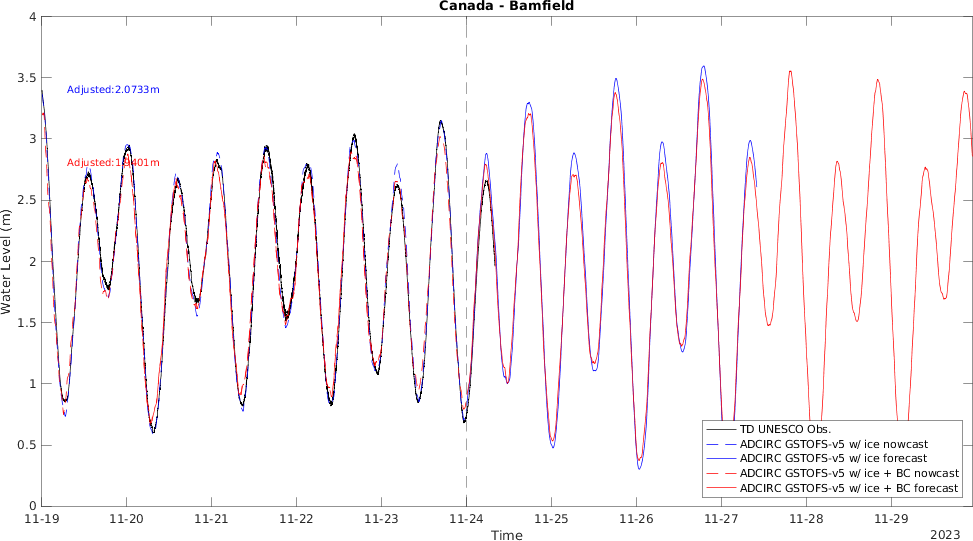 Canada - Bamfield
4
3.5
3
2.5
2
1.5
1
0.5
0
Water Level (m)
Adjusted:2.0733m
Adjusted:1.9401m
TD UNESCO Obs.
ADCIRC GSTOFS-v5 w/ ice nowcast
ADCIRC GSTOFS-v5 w/ ice forecast
ADCIRC GSTOFS-v5 w/ ice + BC nowcast
ADCIRC GSTOFS-v5 w/ ice + BC forecast
11-19 11-20 11-21 11-22 11-23 11-24 11-25 11-26 11-27 11-28 11-29
Time
2023